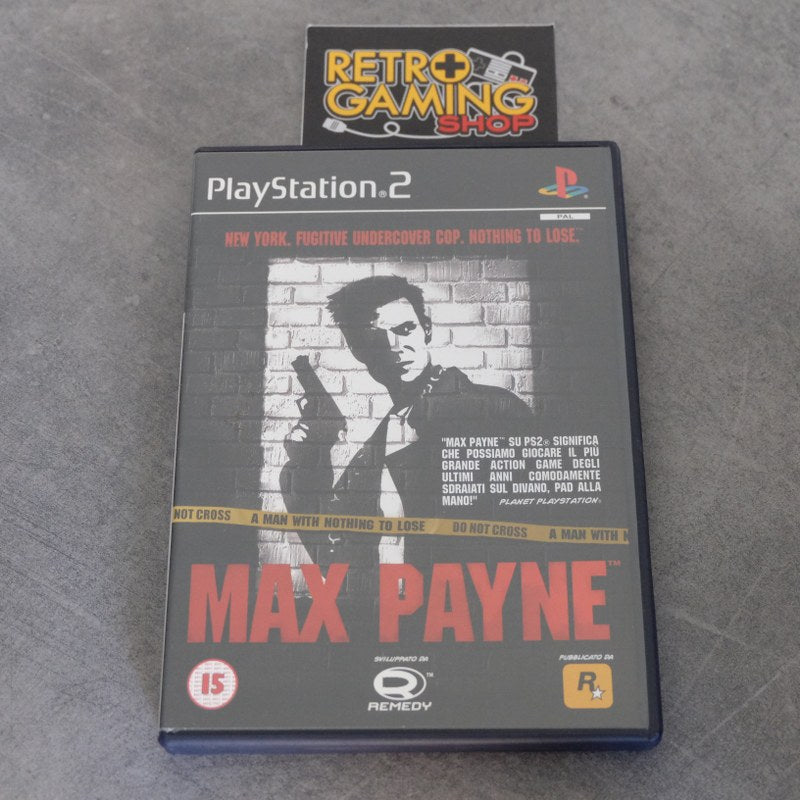 RETRO
GAMING
SHOP
PlayStation®2
PAL
NEW YORK. FUGITIVE UNDERCOVER COP. NOTHING TO LOSE.™
"MAX PAYNE™ SU PS2® SIGNIFICA
CHE POSSIAMO GIOCARE IL PIÙ
GRANDE ACTION GAME DEGLI
ULTIMI ANNI COMODAMENTE
SDRAIATI SUL DIVANO, PAD ALLA
MANO!" PLANET PLAYSTATION.
NOT CROSS A MAN WITH NOTHING TO LOSE DO NOT CROSS A MAN WITH N
MAX PAYNE™
15
SVILUPPATO DA
REMEDY™
PUBBLICATO DA
R